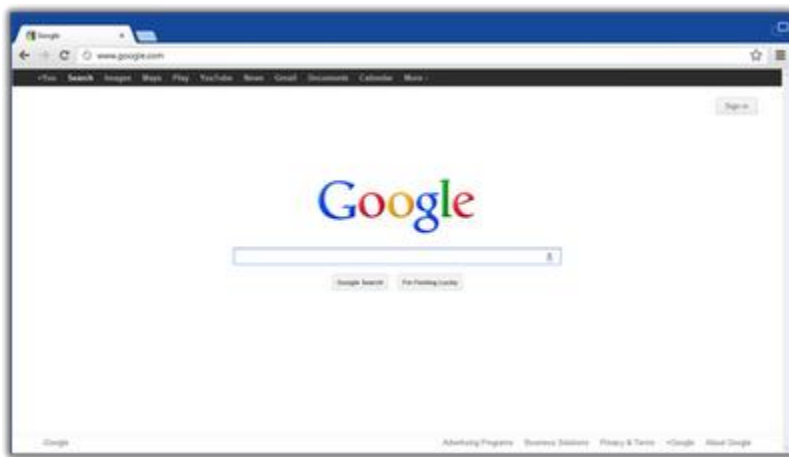 Google
www.google.com
+You Search Images Maps Play YouTube News Gmail Documents Calendar More
Sign in
Google
Google Search I'm Feeling Lucky
iGoogle Advertising Programs Business Solutions Privacy & Terms +Google About Google